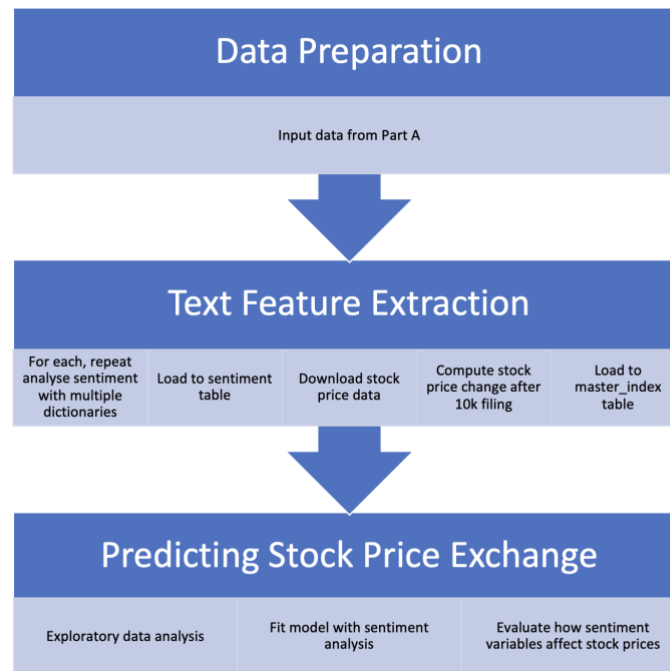 Data Preparation
Input data from Part A
Text Feature Extraction
For each, repeat
analyse sentiment
with multiple
dictionaries
Load to sentiment
table
Download stock
price data
Compute stock
price change after
10k filing
Load to
master_index
table
Predicting Stock Price Exchange
Exploratory data analysis
Fit model with sentiment
analysis
Evaluate how sentiment
variables affect stock prices